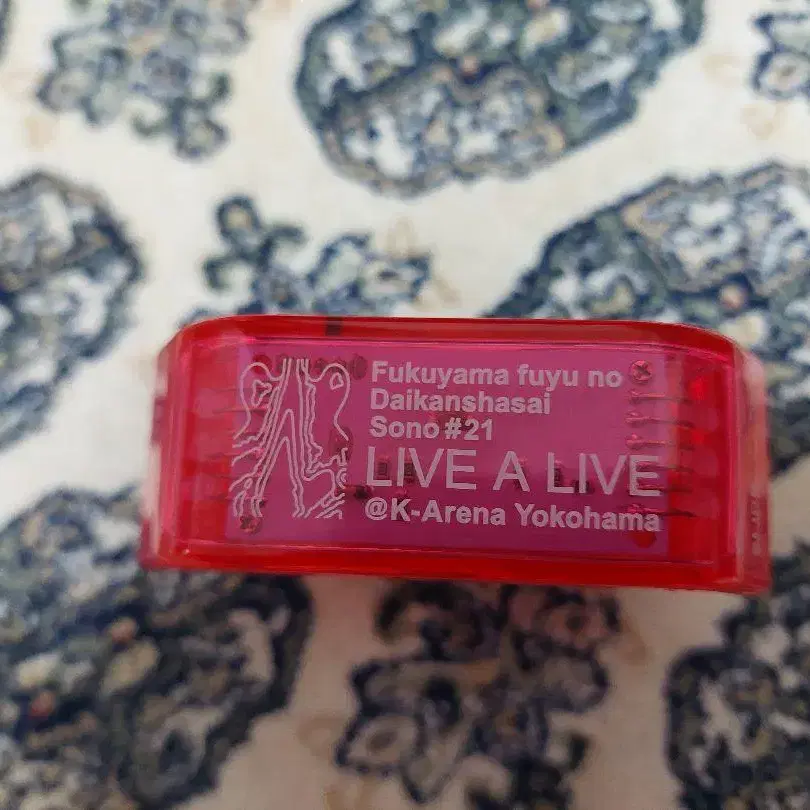 Fukuyama fuyu no
Daikanshasai
Sono #21
LIVE A LIVE
@K-Arena Yokohama